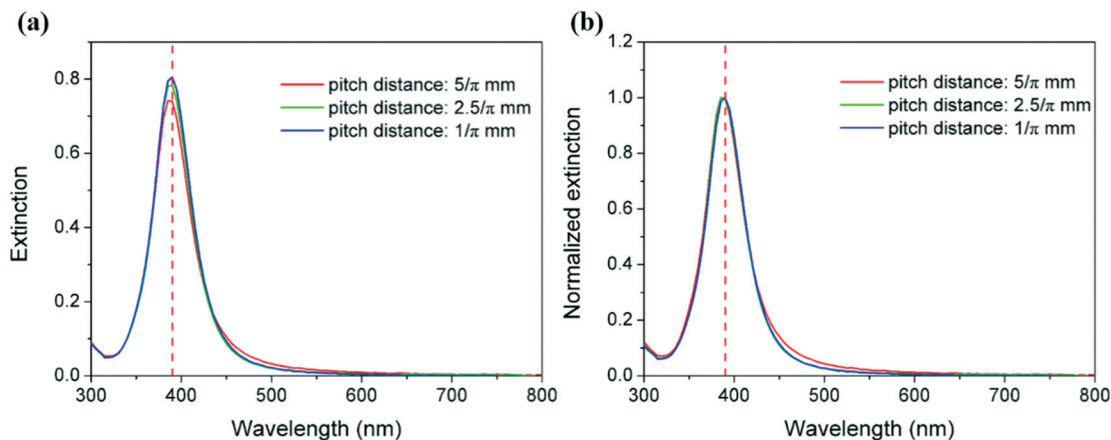 (a)
Extinction
0.8
0.6
0.4
0.2
0.0
pitch distance: 5/π mm
pitch distance: 2.5/π mm
pitch distance: 1/π mm
300 400 500 600 700 800
Wavelength (nm)
(b)
Normalized extinction
1.2
1.0
0.8
0.6
0.4
0.2
0.0
pitch distance: 5/π mm
pitch distance: 2.5/π mm
pitch distance: 1/π mm
300 400 500 600 700 800
Wavelength (nm)